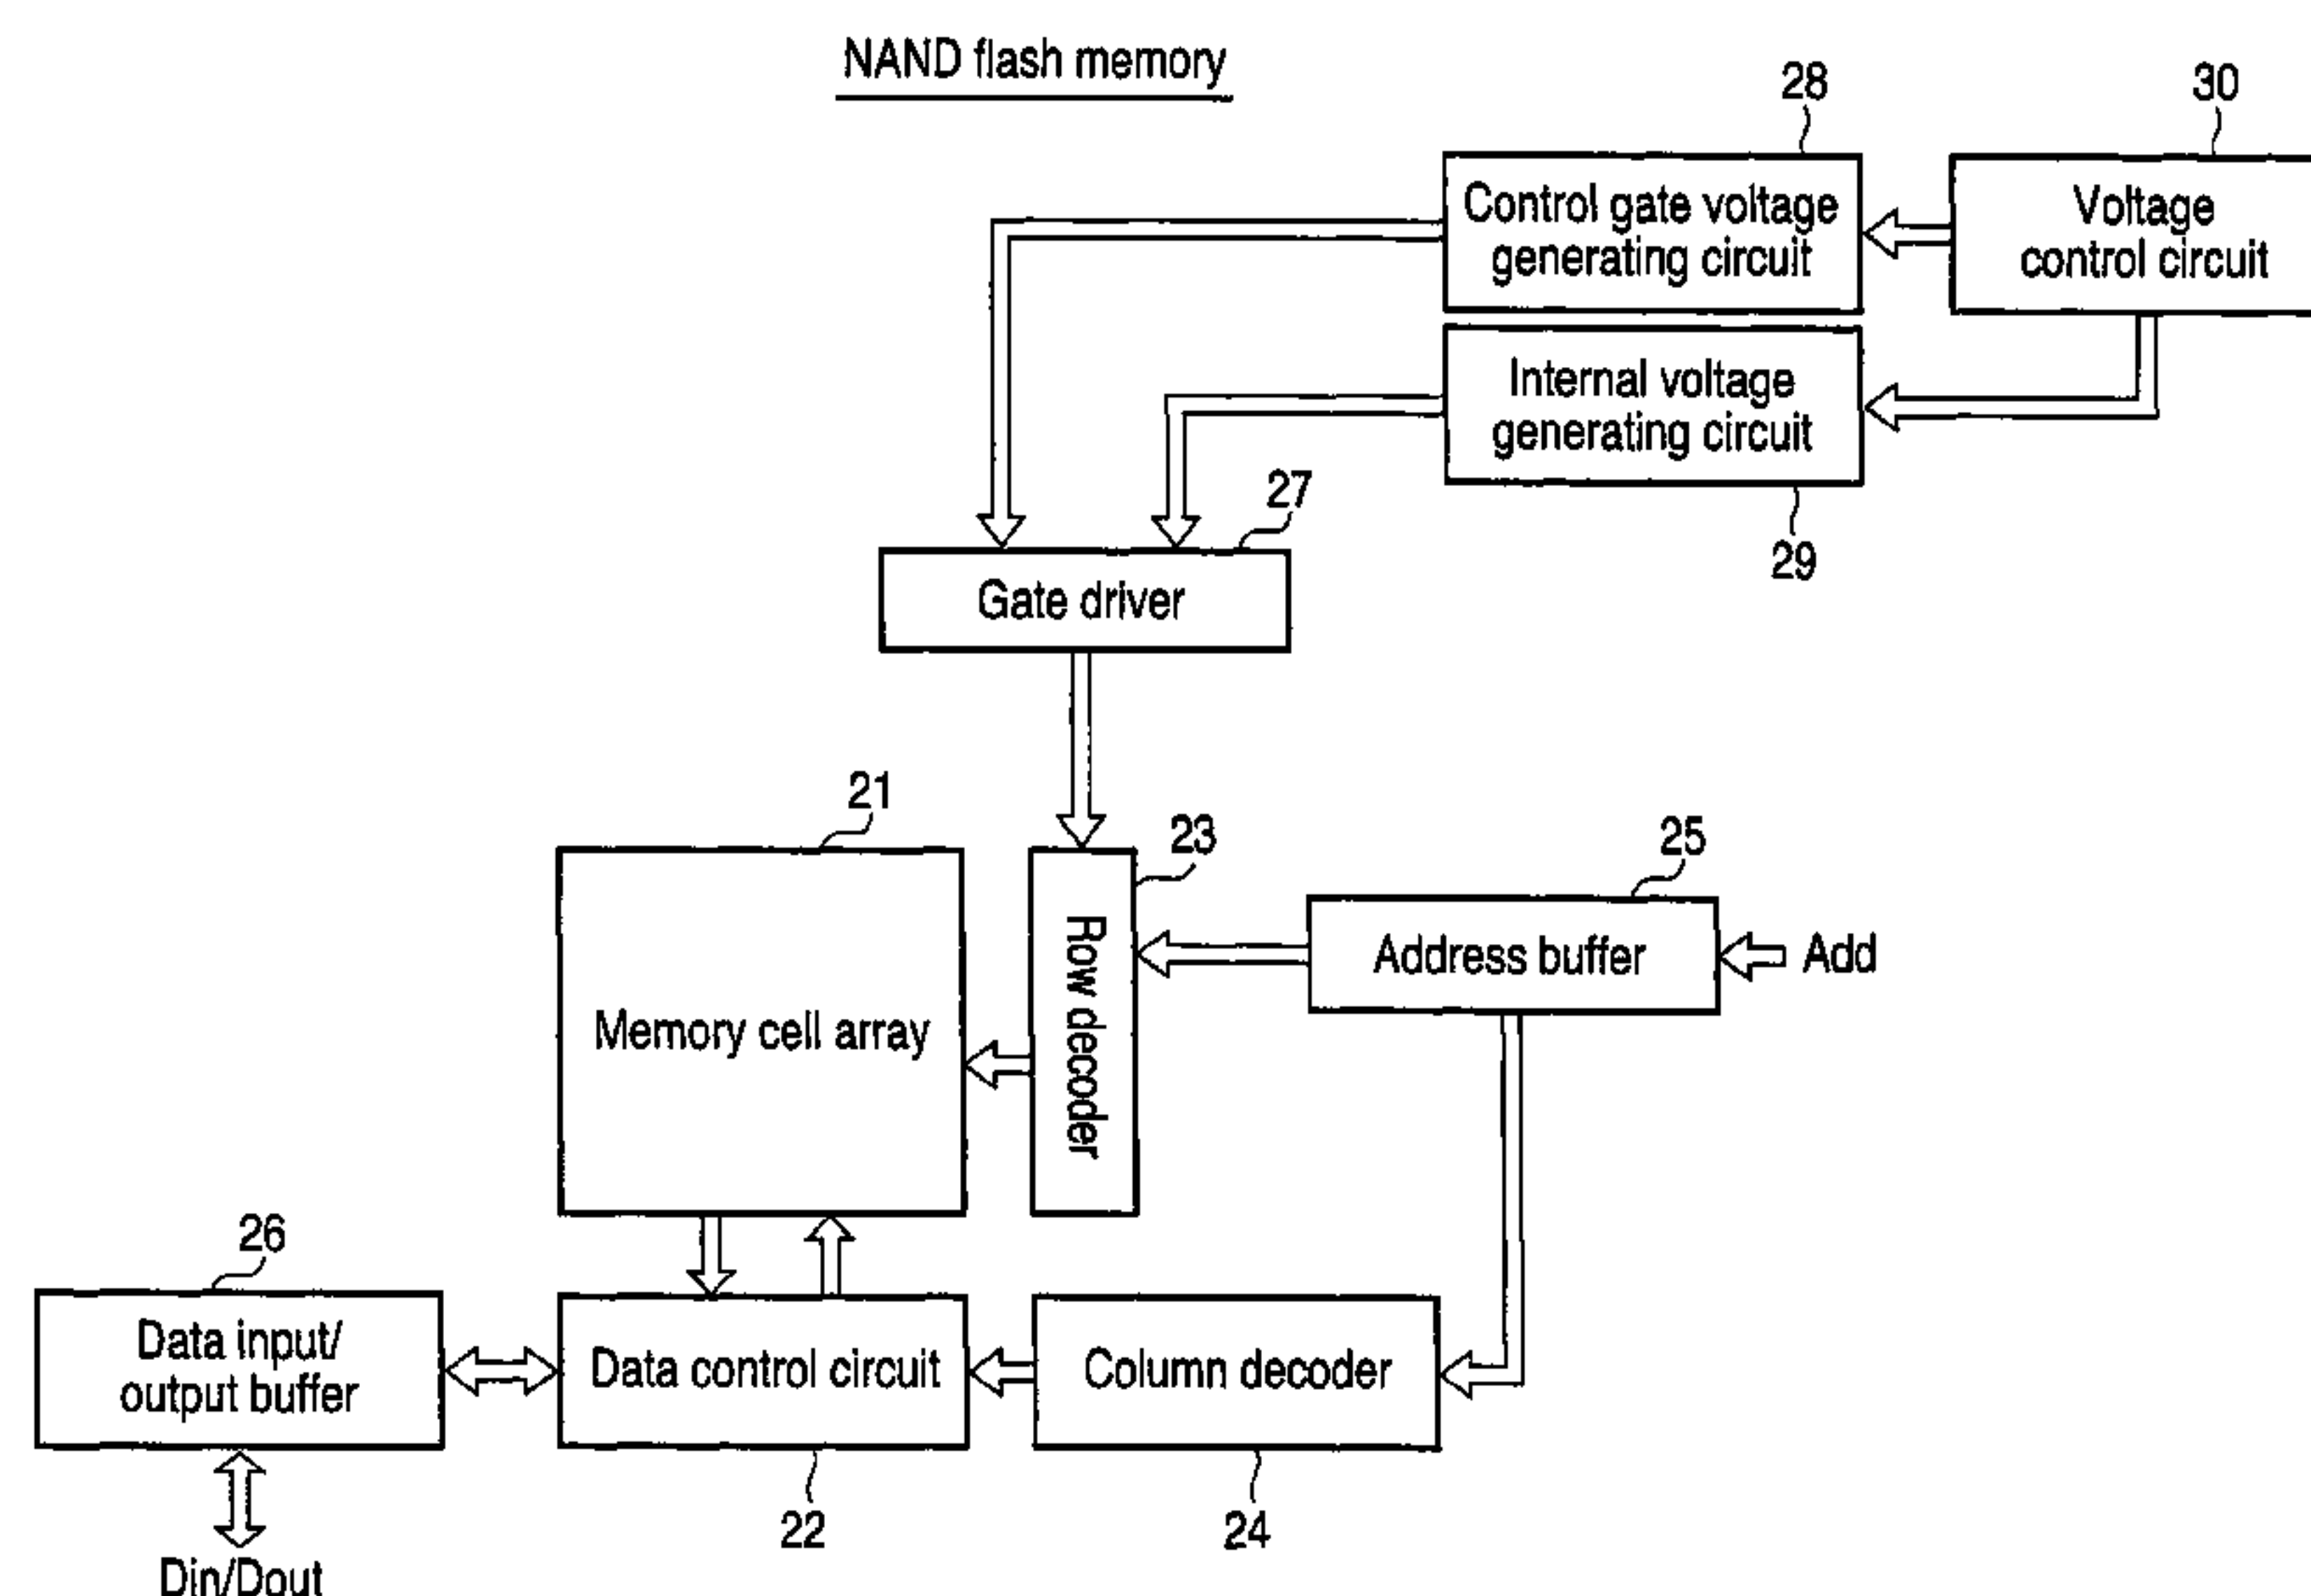 NAND flash memory
28
30
Control gate voltage
generating circuit
Voltage
control circuit
Internal voltage
generating circuit
27
29
Gate driver
21
23
25
Row decoder
Address buffer
Add
Memory cell array
26
Data input/
output buffer
Data control circuit
Column decoder
22
24
Din/Dout